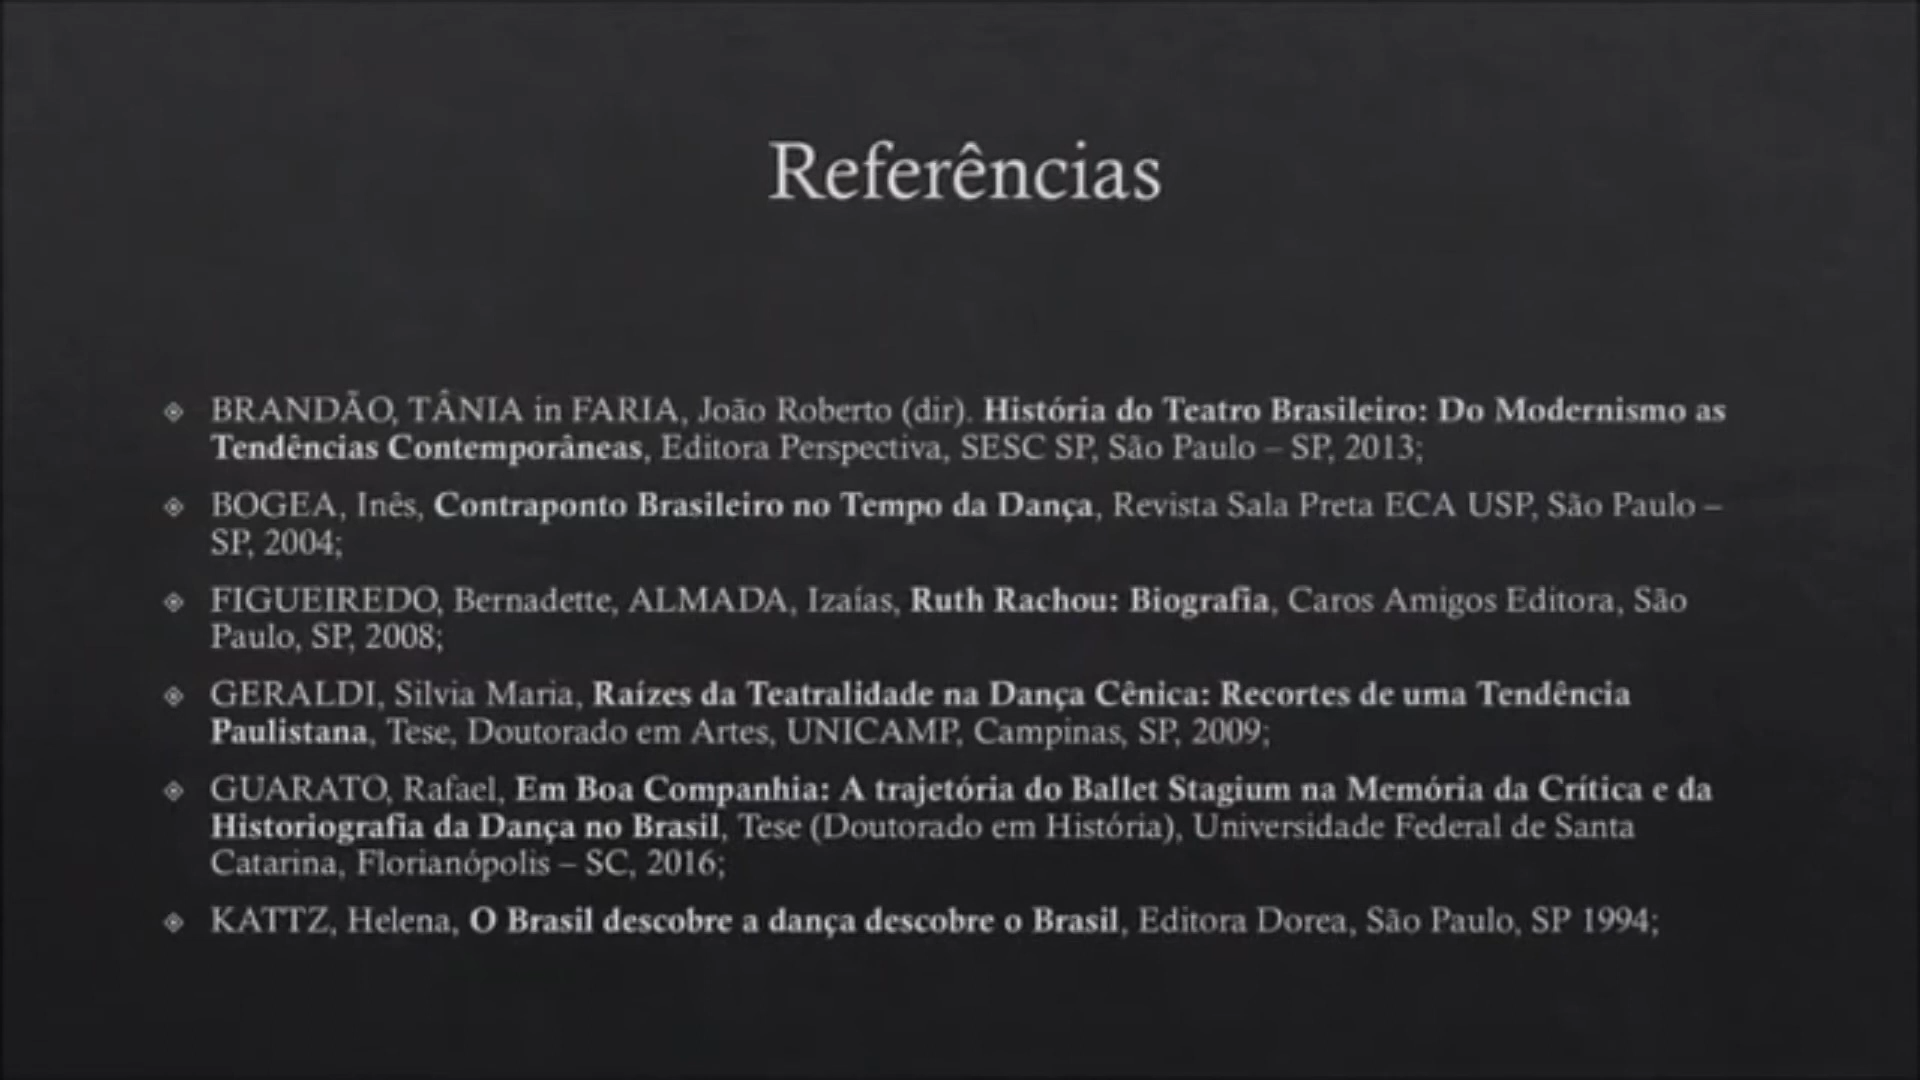 Referências
BRANDÃO, TÂNIA in FARIA, João Roberto (dir). História do Teatro Brasileiro: Do Modernismo as
Tendências Contemporâneas, Editora Perspectiva, SESC SP, São Paulo – SP, 2013;
BOGEA, Inês, Contraponto Brasileiro no Tempo da Dança, Revista Sala Preta ECA USP, São Paulo –
SP, 2004;
FIGUEIREDO, Bernadette, ALMADA, Izaías, Ruth Rachou: Biografia, Caros Amigos Editora, São
Paulo, SP, 2008;
GERALDI, Silvia Maria, Raízes da Teatralidade na Dança Cênica: Recortes de uma Tendência
Paulistana, Tese, Doutorado em Artes, UNICAMP, Campinas, SP, 2009;
GUARATO, Rafael, Em Boa Companhia: A trajetória do Ballet Stagium na Memória da Crítica e da
Historiografia da Dança no Brasil, Tese (Doutorado em História), Universidade Federal de Santa
Catarina, Florianópolis – SC, 2016;
KATTZ, Helena, O Brasil descobre a dança descobre o Brasil, Editora Dorea, São Paulo, SP 1994;